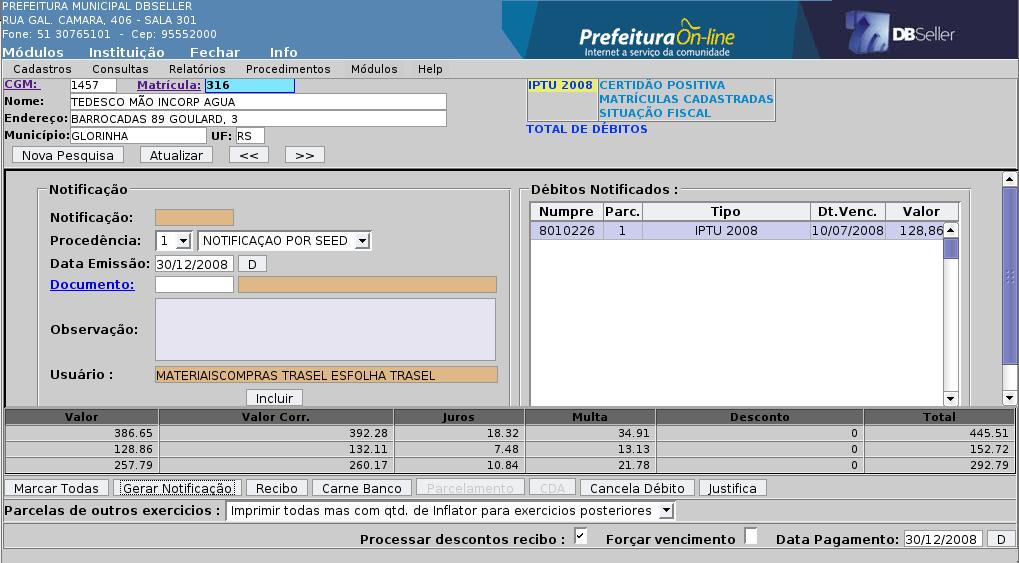 PREFEITURA MUNICIPAL DBSELLER
RUA GAL. CAMARA, 406 - SALA 301
Fone: 51 30765101 - Cep: 95552000
Prefeitura On-line
Internet a serviço da comunidade
DBSeller
Módulos Instituição Fechar Info
Cadastros Consultas Relatórios Procedimentos Módulos Help
CGM: 1457 Matrícula: 316
Nome: TEDESCO MÃO INCORP AGUA
Endereço: BARROCADAS 89 GOULARD, 3
Município: GLORINHA UF: RS
IPTU 2008 CERTIDÃO POSITIVA
MATRÍCULAS CADASTRADAS
SITUAÇÃO FISCAL
TOTAL DE DÉBITOS
Nova Pesquisa Atualizar << >>
Notificação
Notificação:
Procedência: 1 NOTIFICAÇAO POR SEED
Data Emissão: 30/12/2008 D
Documento:
Observação:
Usuário : MATERIAISCOMPRAS TRASEL ESFOLHA TRASEL
Incluir
Débitos Notificados :
Numpre Parc. Tipo Dt.Venc. Valor
8010226 1 IPTU 2008 10/07/2008 128,86
Valor Valor Corr. Juros Multa Desconto Total
386.65 392.28 18.32 34.91 0 445.51
128.86 132.11 7.48 13.13 0 152.72
257.79 260.17 10.84 21.78 0 292.79
Marcar Todas Gerar Notificação Recibo Carne Banco Parcelamento CDA Cancela Débito Justifica
Parcelas de outros exercicios : Imprimir todas mas com qtd. de Inflator para exercicios posteriores
Processar descontos recibo : Forçar vencimento Data Pagamento: 30/12/2008 D